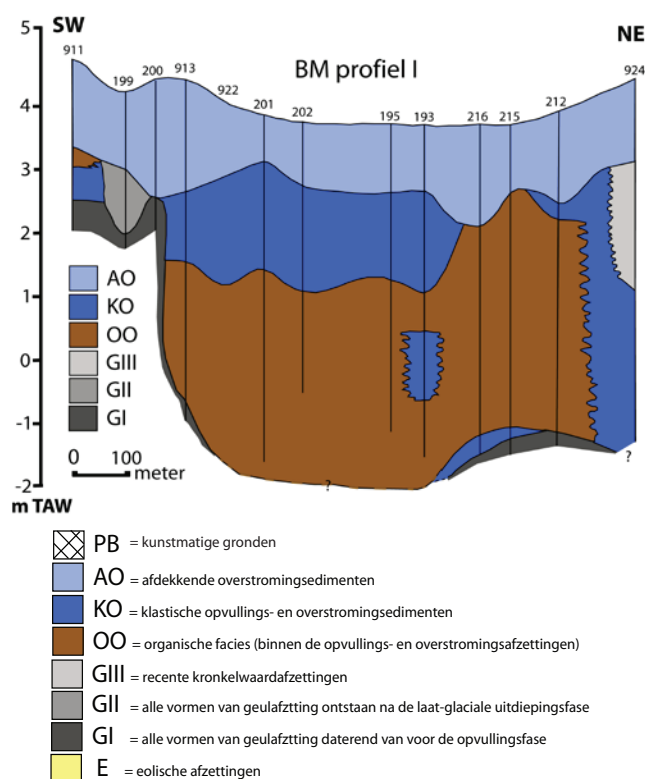 SW
NE
BM profiel I
911
199
200
913
922
201
202
195
193
216
215
212
924
5
4
3
2
1
0
-1
-2
m TAW
AO
KO
OO
GIII
GII
GI
0 100 meter
?
?
PB = kunstmatige gronden
AO = afdekkende overstromingsedimenten
KO = klastische opvullings- en overstromingsedimenten
OO = organische facies (binnen de opvullings- en overstromingsafzettingen)
GIII = recente kronkelwaardafzettingen
GII = alle vormen van geulafztting ontstaan na de laat-glaciale uitdiepingsfase
GI = alle vormen van geulafztting daterend van voor de opvullingsfase
E = eolische afzettingen